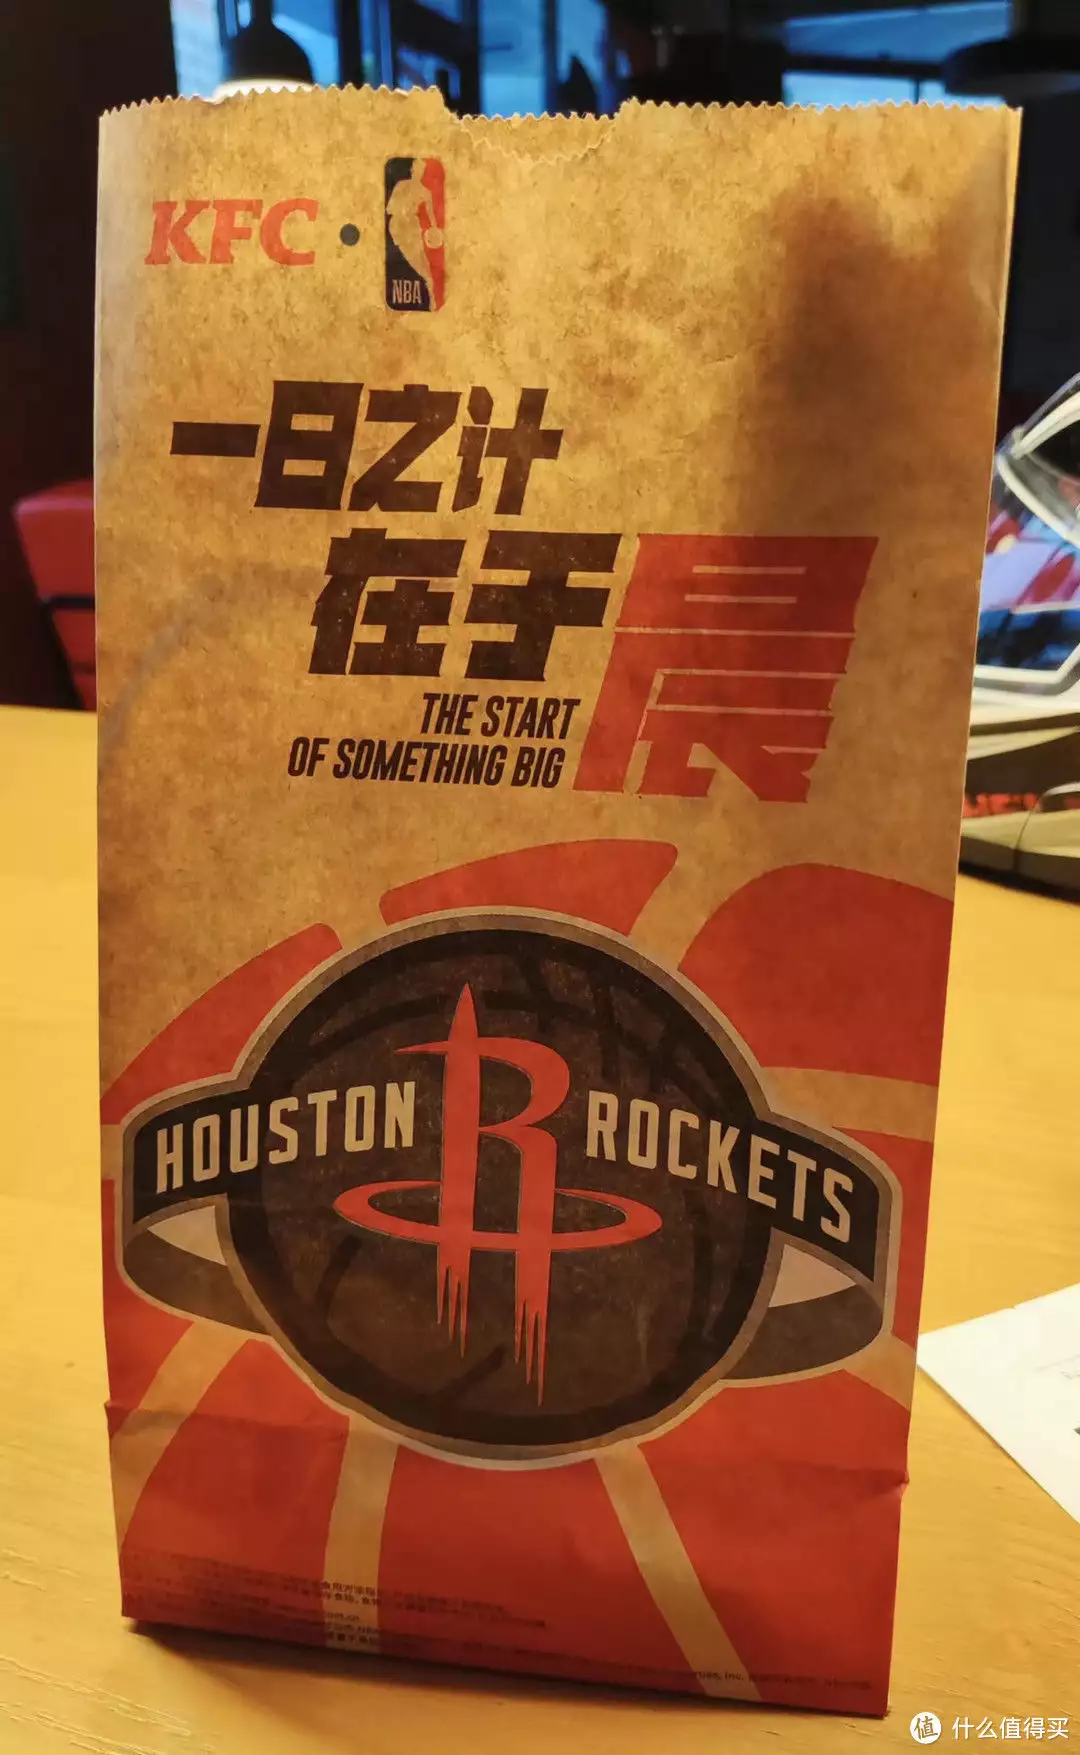 KFC
NBA
一日之计
在于晨
THE START
OF SOMETHING BIG
HOUSTON ROCKETS
值 什么值得买